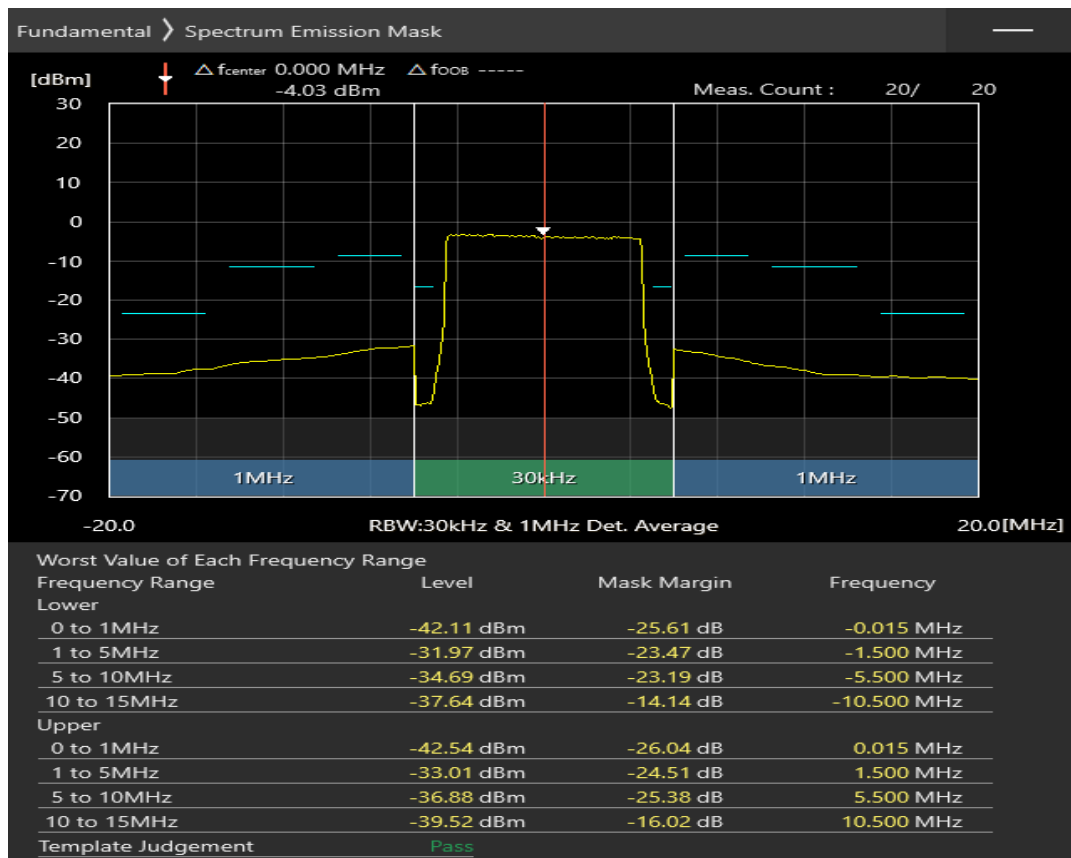 Fundamental ❯ Spectrum Emission Mask
[dBm] △ fcenter 0.000 MHz △ fOOB -----
-4.03 dBm Meas. Count : 20/ 20
30
20
10
0
-10
-20
-30
-40
-50
-60
1MHz 30kHz 1MHz
-70
-20.0 RBW:30kHz & 1MHz Det. Average 20.0[MHz]
Worst Value of Each Frequency Range
Frequency Range Level Mask Margin Frequency
Lower
0 to 1MHz -42.11 dBm -25.61 dB -0.015 MHz
1 to 5MHz -31.97 dBm -23.47 dB -1.500 MHz
5 to 10MHz -34.69 dBm -23.19 dB -5.500 MHz
10 to 15MHz -37.64 dBm -14.14 dB -10.500 MHz
Upper
0 to 1MHz -42.54 dBm -26.04 dB 0.015 MHz
1 to 5MHz -33.01 dBm -24.51 dB 1.500 MHz
5 to 10MHz -36.88 dBm -25.38 dB 5.500 MHz
10 to 15MHz -39.52 dBm -16.02 dB 10.500 MHz
Template Judgement Pass